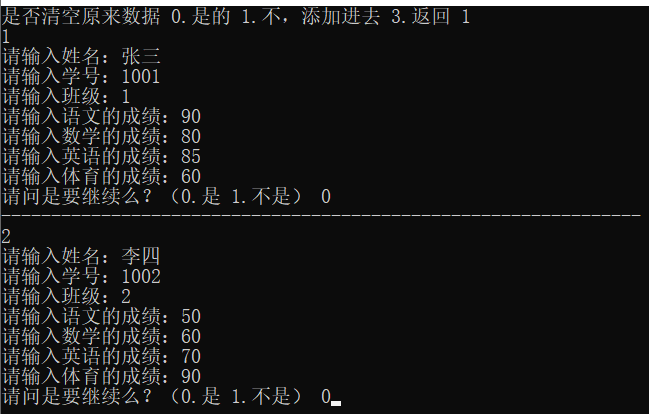 是否清空原来数据 0.是的 1.不，添加进去 3.返回 1
1
请输入姓名：张三
请输入学号：1001
请输入班级：1
请输入语文的成绩：90
请输入数学的成绩：80
请输入英语的成绩：85
请输入体育的成绩：60
请问是要继续么？（0.是 1.不是） 0
----------------------------------------------------------------
2
请输入姓名：李四
请输入学号：1002
请输入班级：2
请输入语文的成绩：50
请输入数学的成绩：60
请输入英语的成绩：70
请输入体育的成绩：90
请问是要继续么？（0.是 1.不是） 0